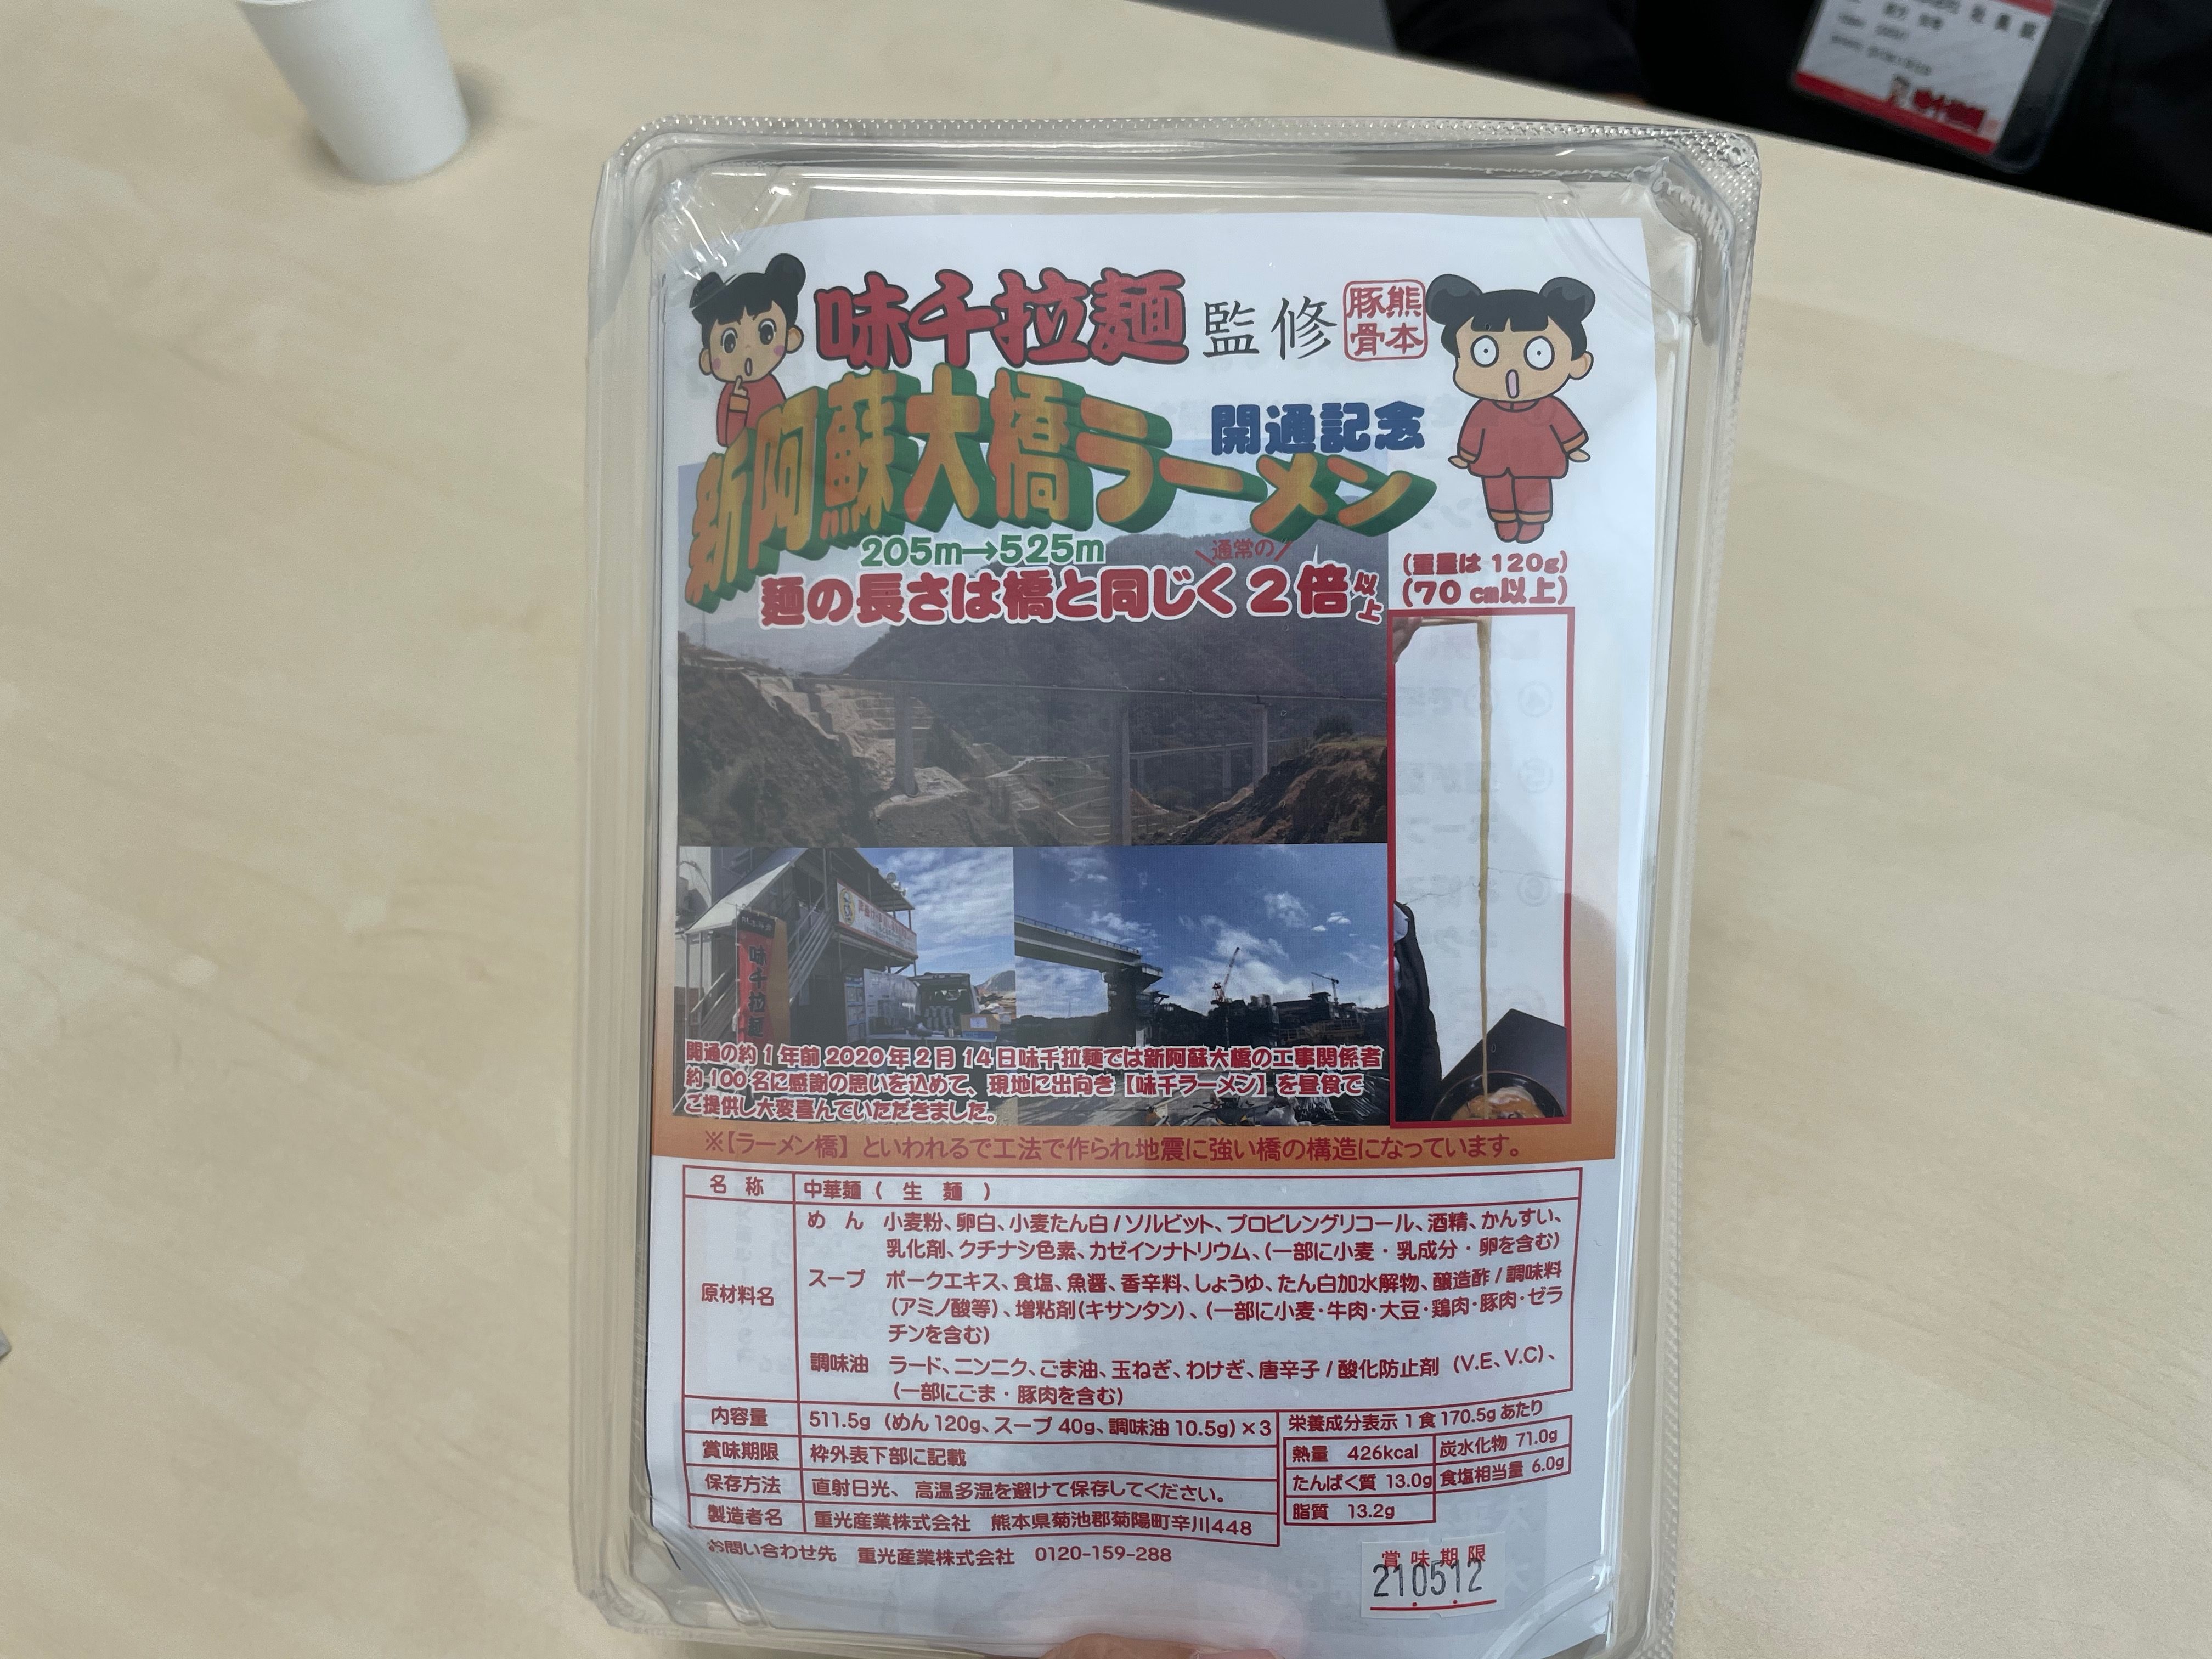 味千拉麺 監修 熊本豚骨
開通記念
新阿蘇大橋ラーメン
205m→525m
通常の
麺の長さは橋と同じく2倍以上
(重量は 120g)
(70 cm以上)
味千拉麺
開通の約1年前2020年2月14日味千拉麺では新阿蘇大橋の工事関係者
約100名に感謝の思いを込めて、現地に出向き【味千ラーメン】を昼食で
ご提供し大変喜んでいただきました。
※【ラーメン橋】といわれるで工法で作られ地震に強い橋の構造になっています。
名 称 中華麺 ( 生 麺 )
原材料名
めん 小麦粉、卵白、小麦たん白/ソルビット、プロピレングリコール、酒精、かんすい、
乳化剤、クチナシ色素、カゼインナトリウム、(一部に小麦・乳成分・卵を含む)
スープ ポークエキス、食塩、魚醤、香辛料、しょうゆ、たん白加水解物、醸造酢/調味料
(アミノ酸等)、増粘剤(キサンタン)、(一部に小麦・牛肉・大豆・鶏肉・豚肉・ゼラ
チンを含む)
調味油 ラード、ニンニク、ごま油、玉ねぎ、わけぎ、唐辛子/酸化防止剤 (V.E、V.C)、
(一部にごま・豚肉を含む)
内容量 511.5g (めん120g、スープ40g、調味油10.5g)×3
賞味期限 枠外表下部に記載
保存方法 直射日光、高温多湿を避けて保存してください。
製造者名 重光産業株式会社 熊本県菊池郡菊陽町辛川448
栄養成分表示1食170.5gあたり
熱量 426kcal 炭水化物 71.0g
たんぱく質 13.0g 食塩相当量 6.0g
脂質 13.2g
お問い合わせ先 重光産業株式会社 0120-159-288
賞味期限
210512